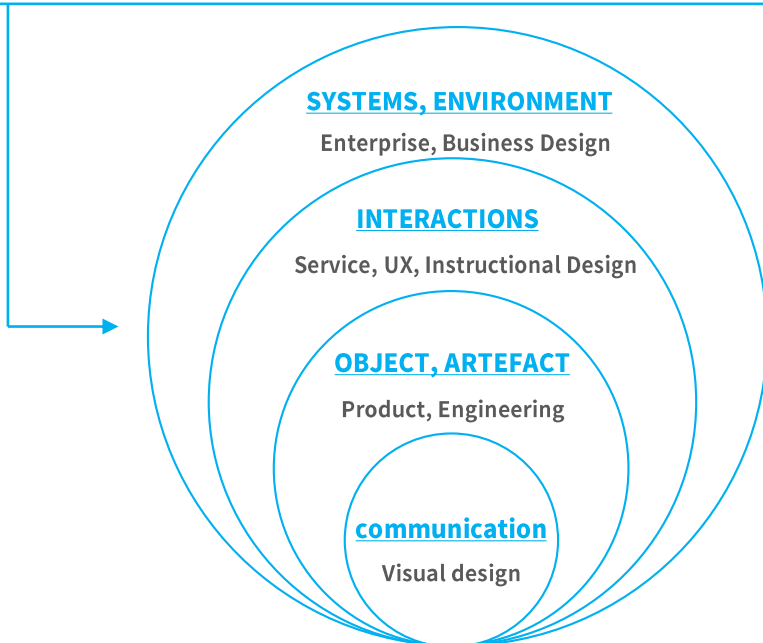 SYSTEMS, ENVIRONMENT
Enterprise, Business Design
INTERACTIONS
Service, UX, Instructional Design
OBJECT, ARTEFACT
Product, Engineering
communication
Visual design